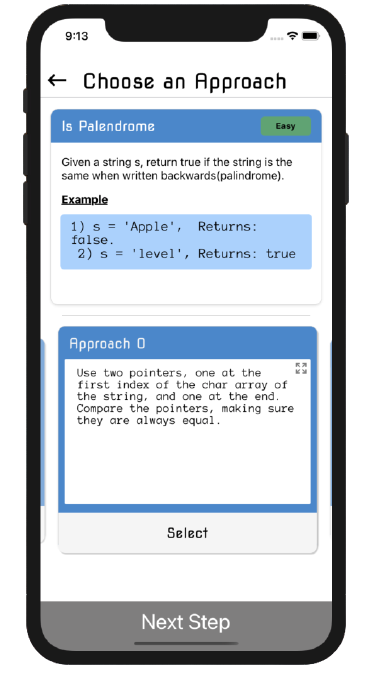 9:13
← Choose an Approach
Is Palendrome
Easy
Given a string s, return true if the string is the
same when written backwards(palindrome).
Example
1) s = 'Apple', Returns:
false.
2) s = 'level', Returns: true
Approach 0
Use two pointers, one at the
first index of the char array of
the string, and one at the end.
Compare the pointers, making sure
they are always equal.
Select
Next Step